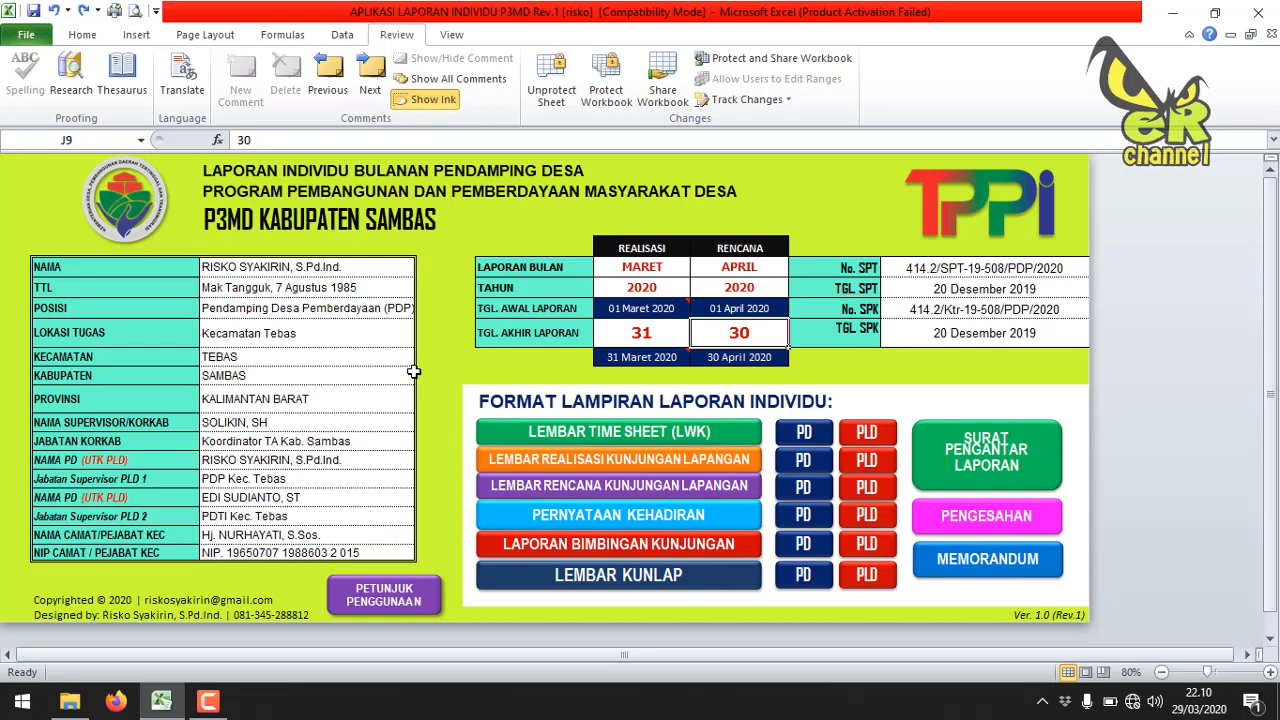 APLIKASI LAPORAN INDIVIDU P3MD Rev.1 [risko] [Compatibility Mode] - Microsoft Excel (Product Activation Failed)
File Home Insert Page Layout Formulas Data Review View
ABC
Spelling Research Thesaurus
Proofing
Translate
Language
New Comment
Delete
Previous
Next
Show/Hide Comment
Show All Comments
Show Ink
Comments
Unprotect Sheet
Protect Workbook
Share Workbook
Protect and Share Workbook
Allow Users to Edit Ranges
Track Changes
Changes
eR
channel
J9 fx 30
LAPORAN INDIVIDU BULANAN PENDAMPING DESA
PROGRAM PEMBANGUNAN DAN PEMBERDAYAAN MASYARAKAT DESA
P3MD KABUPATEN SAMBAS
TPPI
NAMA RISKO SYAKIRIN, S.Pd.Ind.
TTL Mak Tangguk, 7 Agustus 1985
POSISI Pendamping Desa Pemberdayaan (PDP)
LOKASI TUGAS Kecamatan Tebas
KECAMATAN TEBAS
KABUPATEN SAMBAS
PROVINSI KALIMANTAN BARAT
NAMA SUPERVISOR/KORKAB SOLIKIN, SH
JABATAN KORKAB Koordinator TA Kab. Sambas
NAMA PD (UTK PLD) RISKO SYAKIRIN, S.Pd.Ind.
Jabatan Supervisor PLD 1 PDP Kec. Tebas
NAMA PD (UTK PLD) EDI SUDIANTO, ST
Jabatan Supervisor PLD 2 PDTI Kec. Tebas
NAMA CAMAT/PEJABAT KEC Hj. NURHAYATI, S.Sos.
NIP CAMAT / PEJABAT KEC NIP. 19650707 1988603 2 015
REALISASI RENCANA
LAPORAN BULAN MARET APRIL No. SPT 414.2/SPT-19-508/PDP/2020
TAHUN 2020 2020 TGL SPT 20 Desember 2019
TGL. AWAL LAPORAN 01 Maret 2020 01 April 2020 No. SPK 414.2/Ktr-19-508/PDP/2020
TGL. AKHIR LAPORAN 31 30 TGL. SPK 20 Desember 2019
31 Maret 2020 30 April 2020
FORMAT LAMPIRAN LAPORAN INDIVIDU:
LEMBAR TIME SHEET (LWK) PD PLD
LEMBAR REALISASI KUNJUNGAN LAPANGAN PD PLD
LEMBAR RENCANA KUNJUNGAN LAPANGAN PD PLD
PERNYATAAN KEHADIRAN PD PLD
LAPORAN BIMBINGAN KUNJUNGAN PD PLD
LEMBAR KUNLAP PD PLD
SURAT
PENGANTAR
LAPORAN
PENGESAHAN
MEMORANDUM
PETUNJUK
PENGGUNAAN
Copyrighted © 2020 | riskosyakirin@gmail.com
Designed by: Risko Syakirin, S.Pd.Ind. | 081-345-288812
Ver. 1.0 (Rev.1)
Ready 80%
22.10
29/03/2020
1